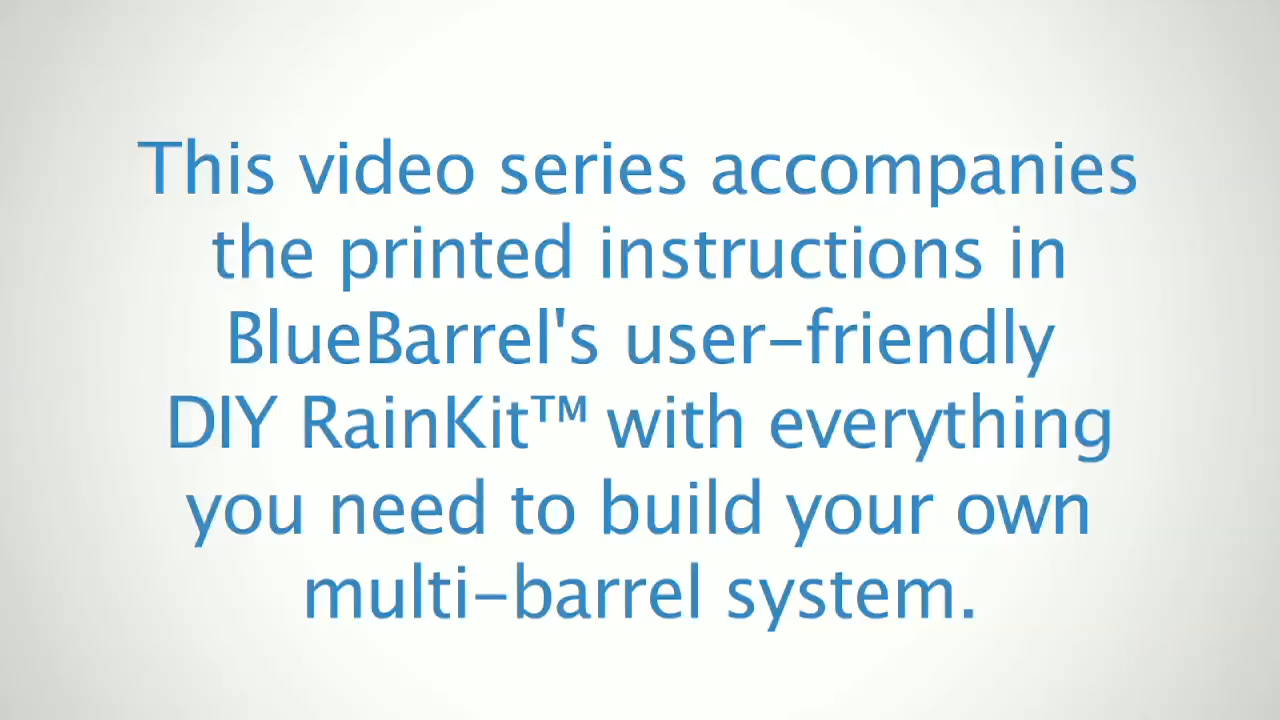 This video series accompanies
the printed instructions in
BlueBarrel's user-friendly
DIY RainKit™ with everything
you need to build your own
multi-barrel system.